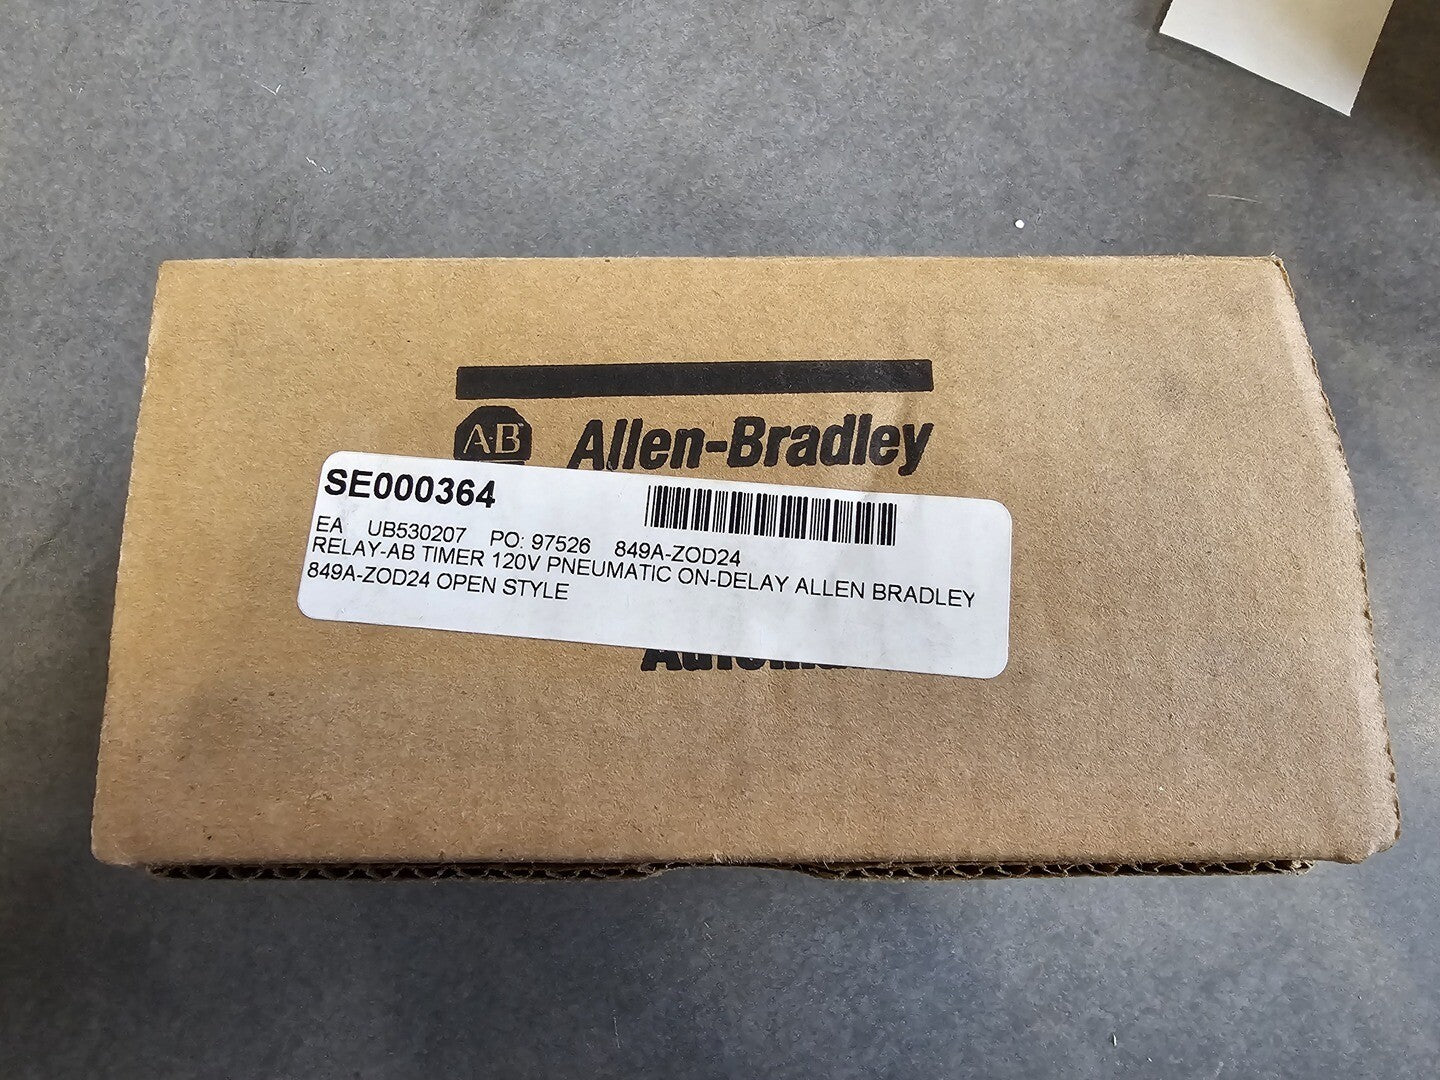 A-B
Allen-Bradley
SE000364
EA UB530207 PO: 97526 849A-ZOD24
RELAY-AB TIMER 120V PNEUMATIC ON-DELAY ALLEN BRADLEY
849A-ZOD24 OPEN STYLE